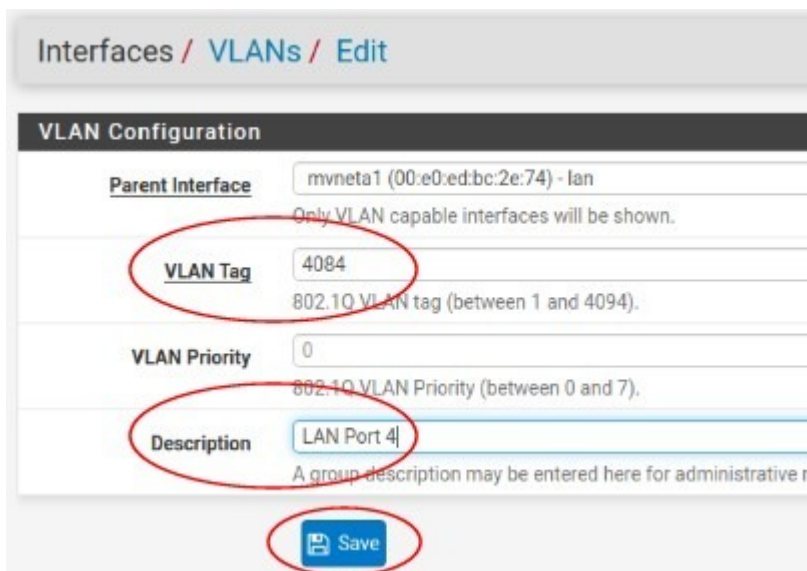 Interfaces / VLANs / Edit
VLAN Configuration
Parent Interface
mvneta1 (00:e0:ed:bc:2e:74) - lan
Only VLAN capable interfaces will be shown.
VLAN Tag
4084
802.1Q VLAN tag (between 1 and 4094).
VLAN Priority
0
802.1Q VLAN Priority (between 0 and 7).
Description
LAN Port 4
A group description may be entered here for administrative
Save